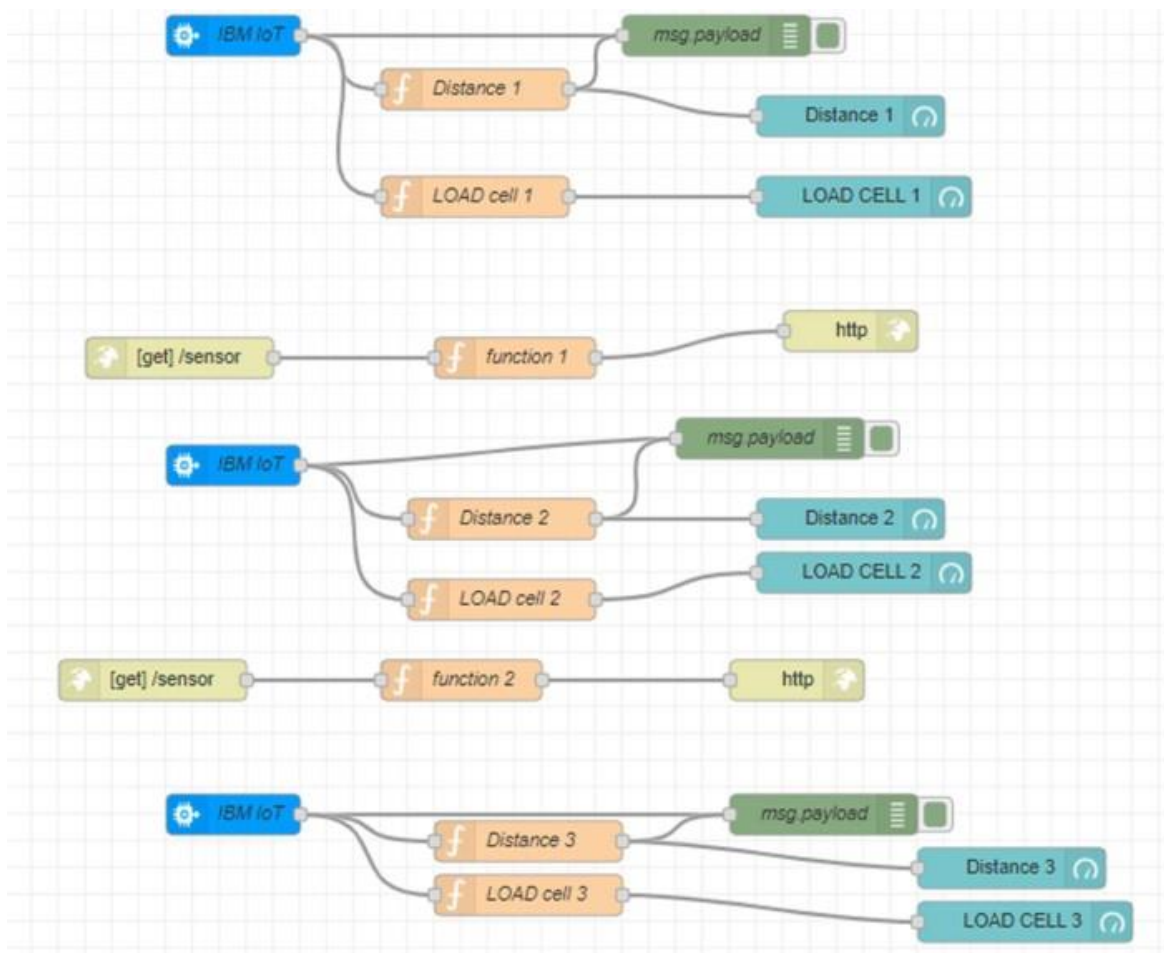 IBM IoT
msg.payload
Distance 1
Distance 1
LOAD cell 1
LOAD CELL 1
http
[get] /sensor
function 1
msg.payload
IBM IoT
Distance 2
Distance 2
LOAD CELL 2
LOAD cell 2
[get] /sensor
function 2
http
IBM IoT
msg.payload
Distance 3
Distance 3
LOAD cell 3
LOAD CELL 3